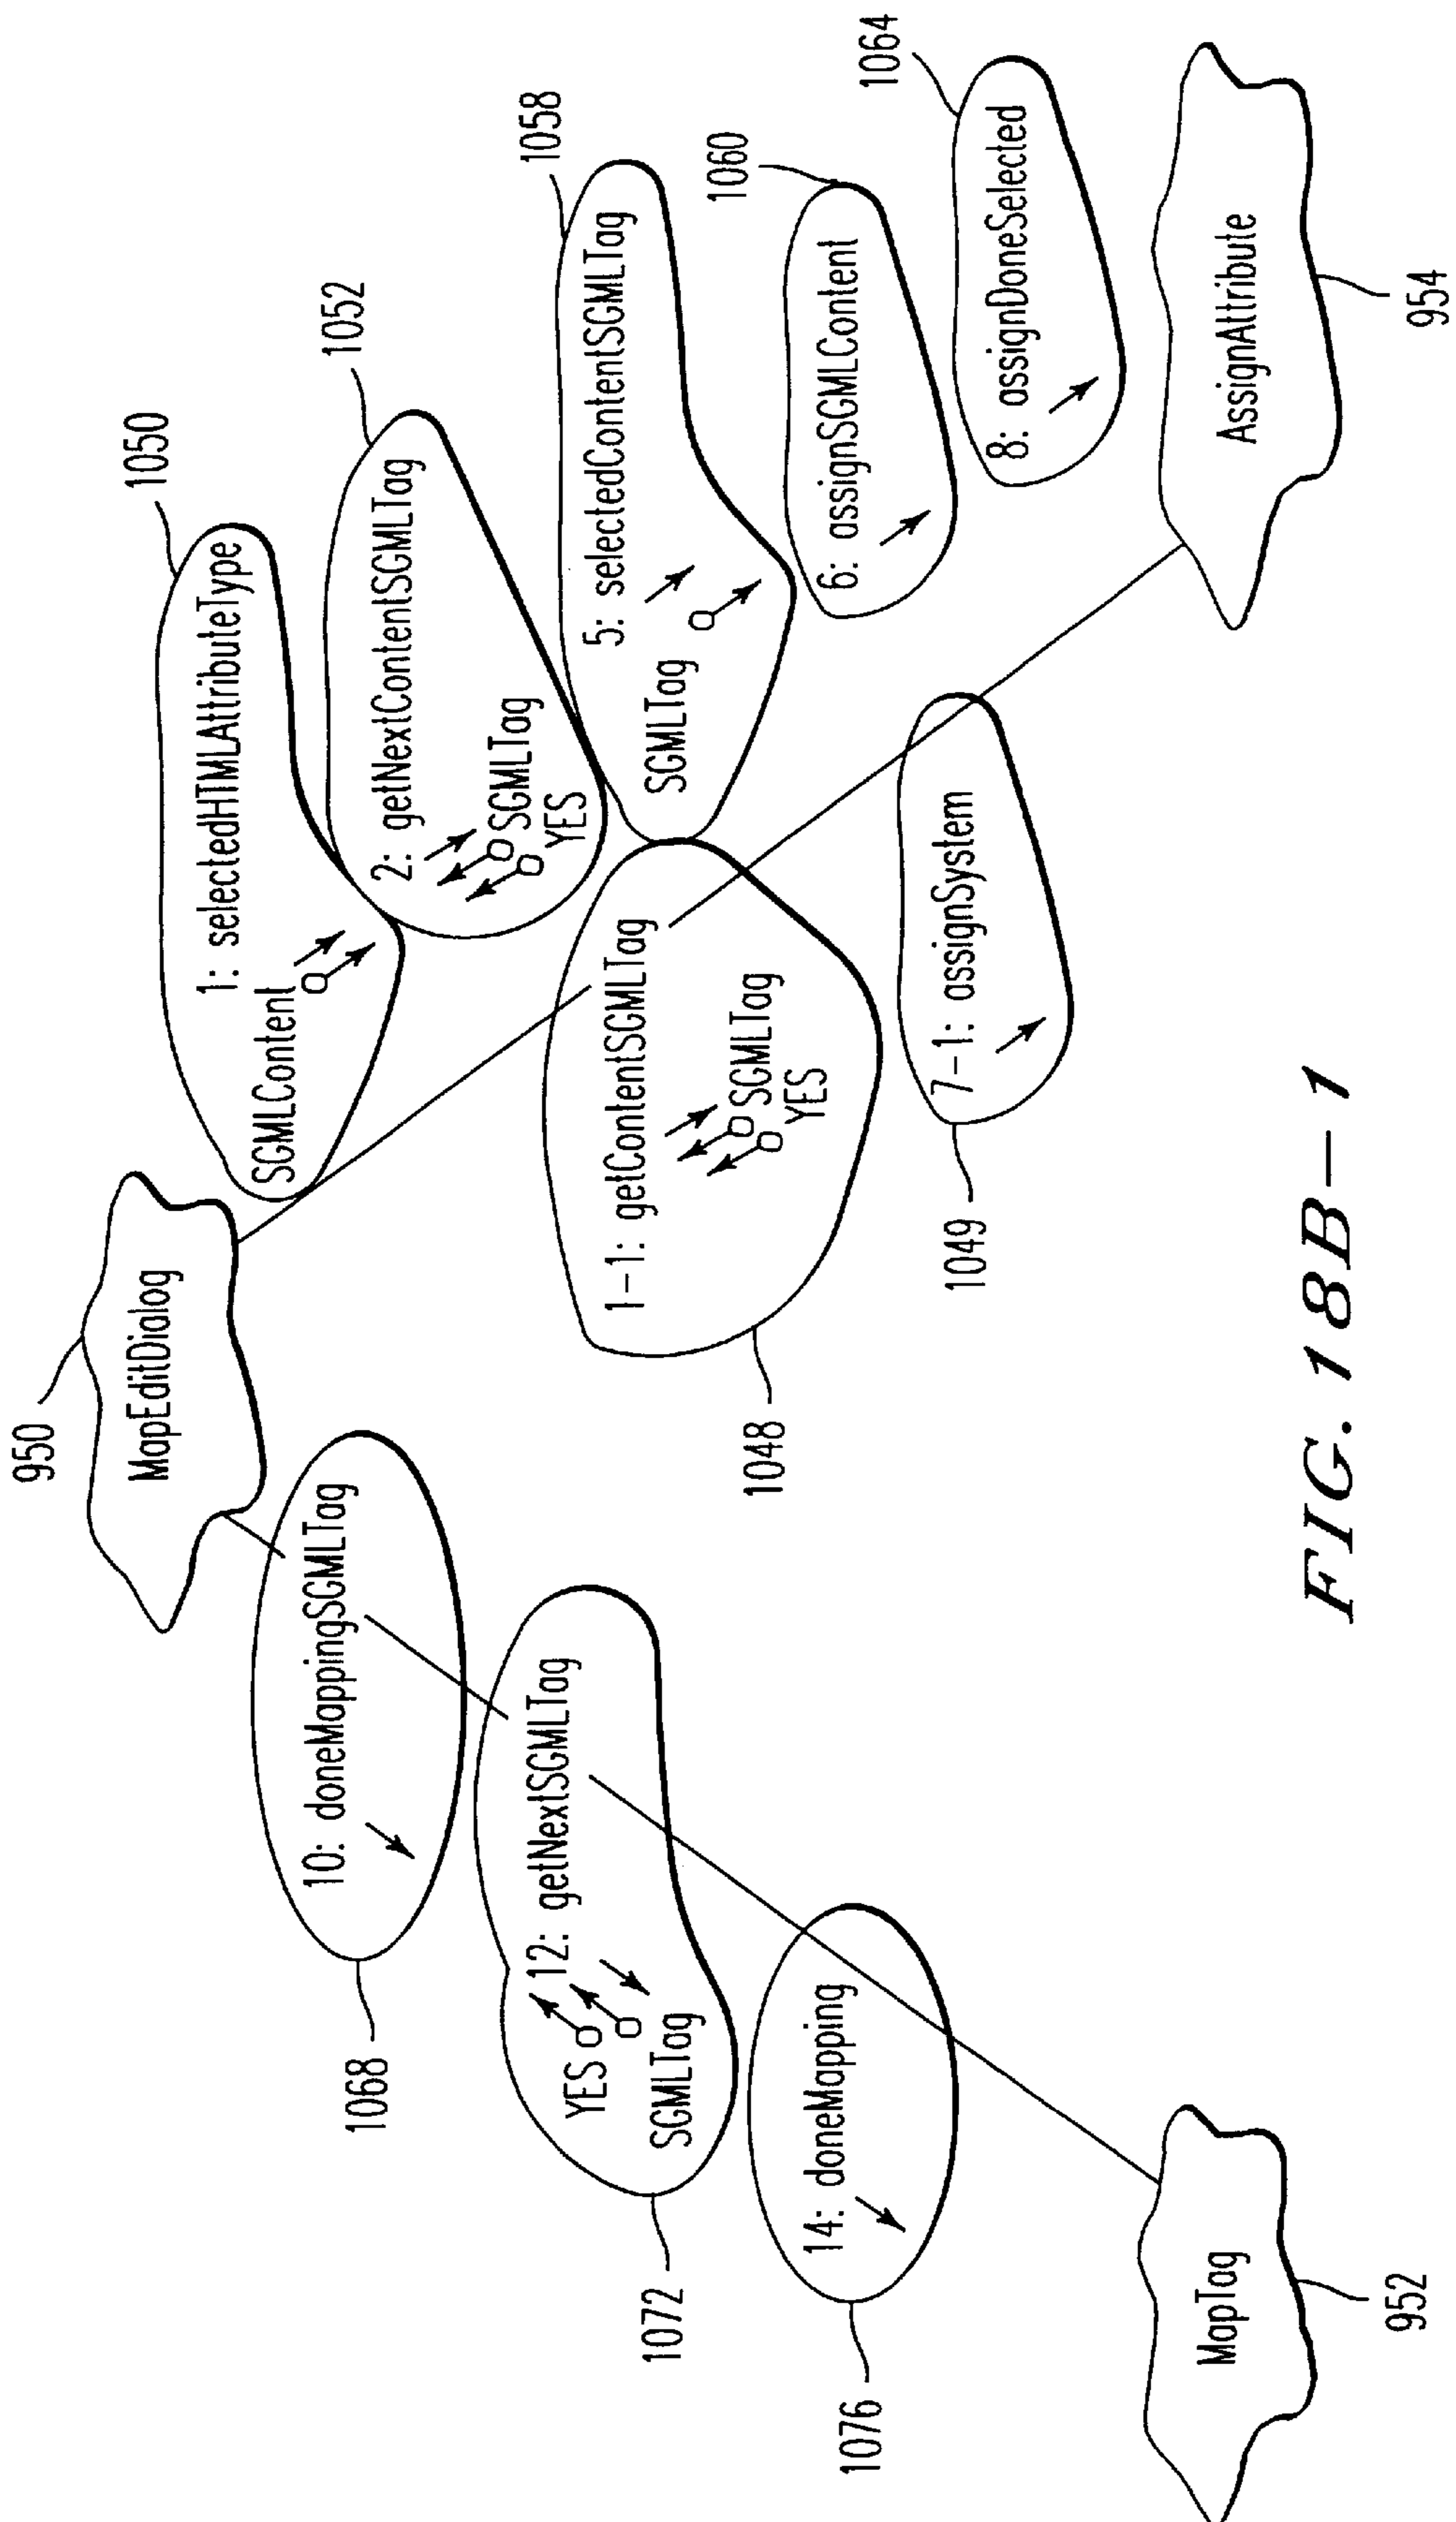 950
MapEditDialog
1050
SGMLContent
1: selectedHTMLAttributeType
1052
2: getNextContentSGMLTag
SGMLTag
YES
1058
5: selectedContentSGMLTag
SGMLTag
1060
6: assignSGMLContent
1064
8: assignDoneSelected
1-1: getContentSGMLTag
SGMLTag
YES
1048
7-1: assignSystem
1049
AssignAttribute
954
10: doneMappingSGMLTag
1068
12: getNextSGMLTag
YES
SGMLTag
1072
14: doneMapping
1076
MapTag
952
FIG. 18B-1